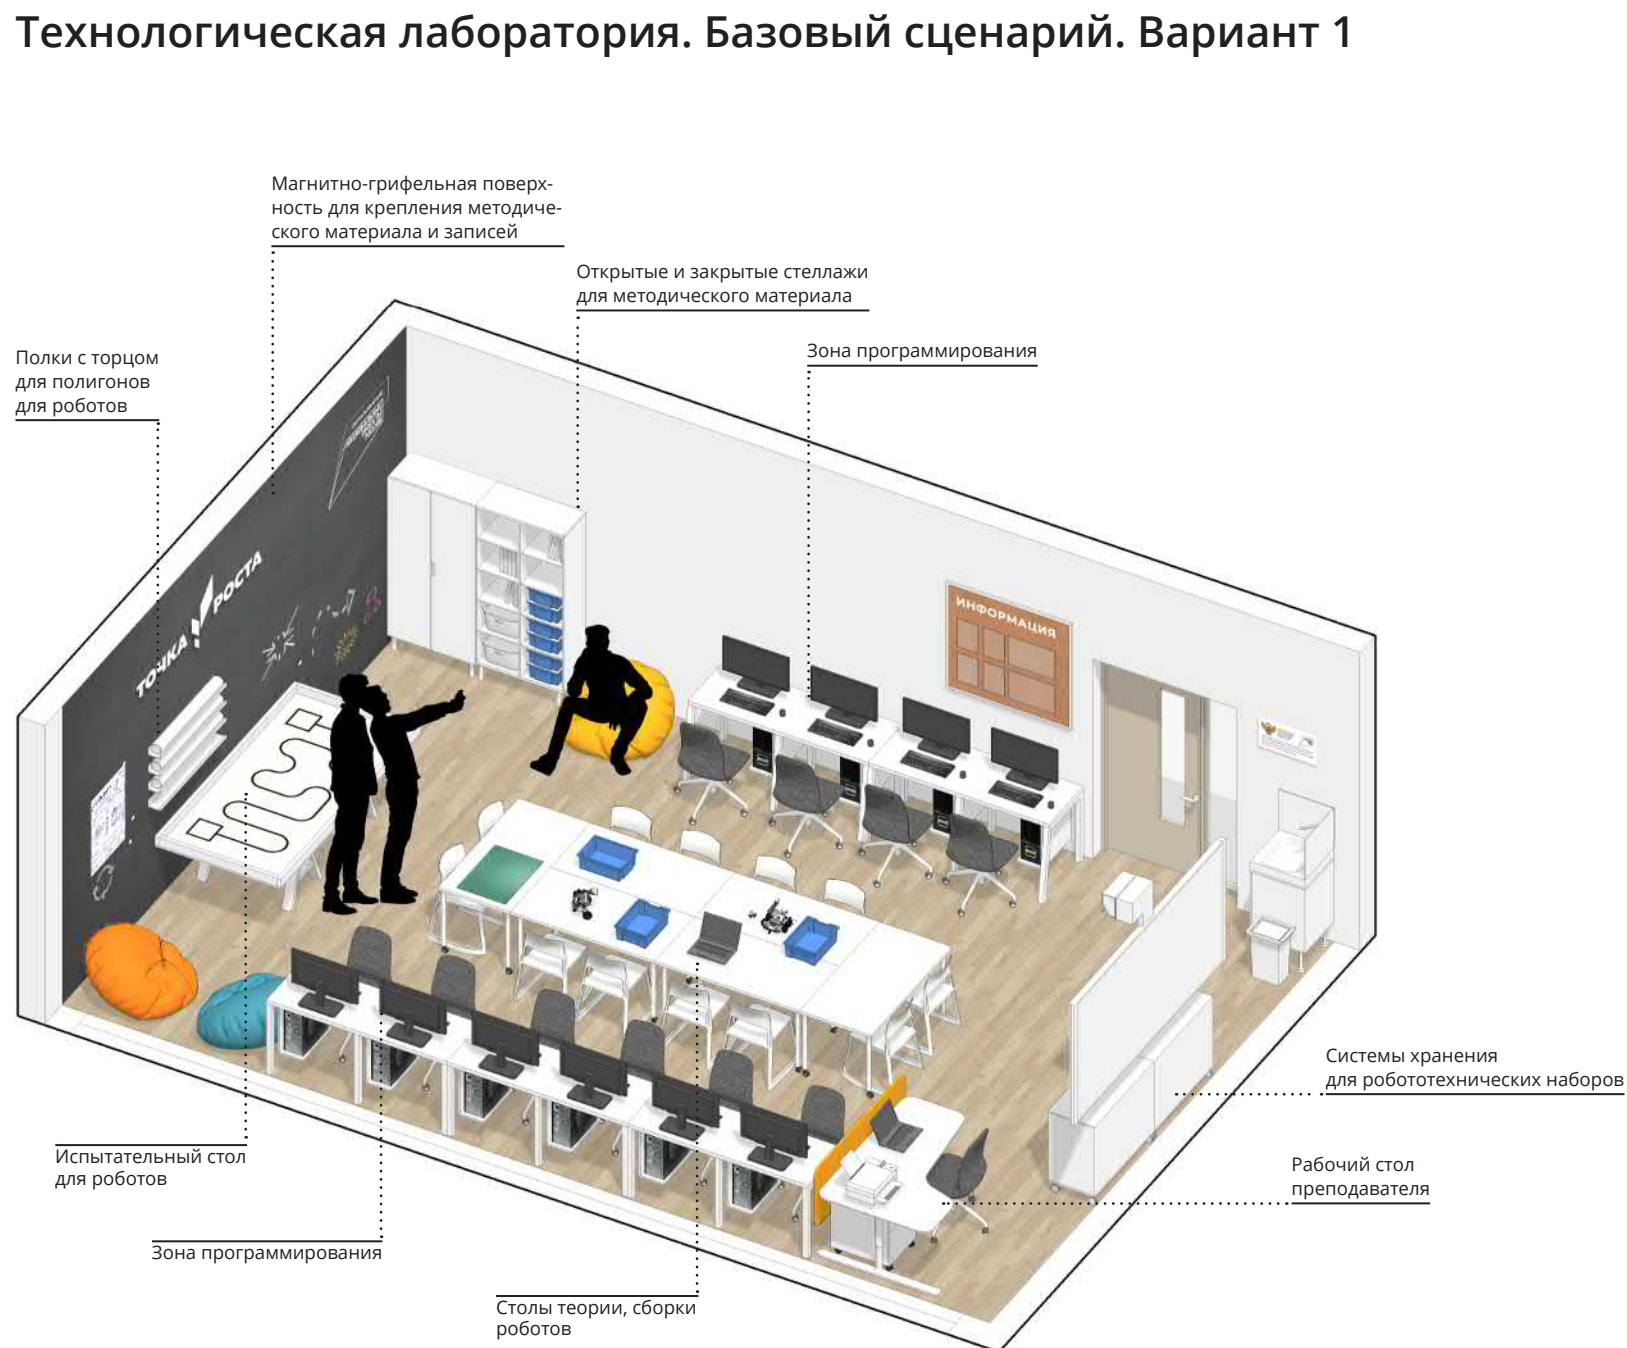 Технологическая лаборатория. Базовый сценарий. Вариант 1
Магнитно-грифельная поверх-
ность для крепления методиче-
ского материала и записей
Открытые и закрытые стеллажи
для методического материала
Зона программирования
Полки с торцом
для полигонов
для роботов
ТОЧКА РОСТА
ИНФОРМАЦИЯ
Системы хранения
для робототехнических наборов
Испытательный стол
для роботов
Рабочий стол
преподавателя
Зона программирования
Столы теории, сборки
роботов